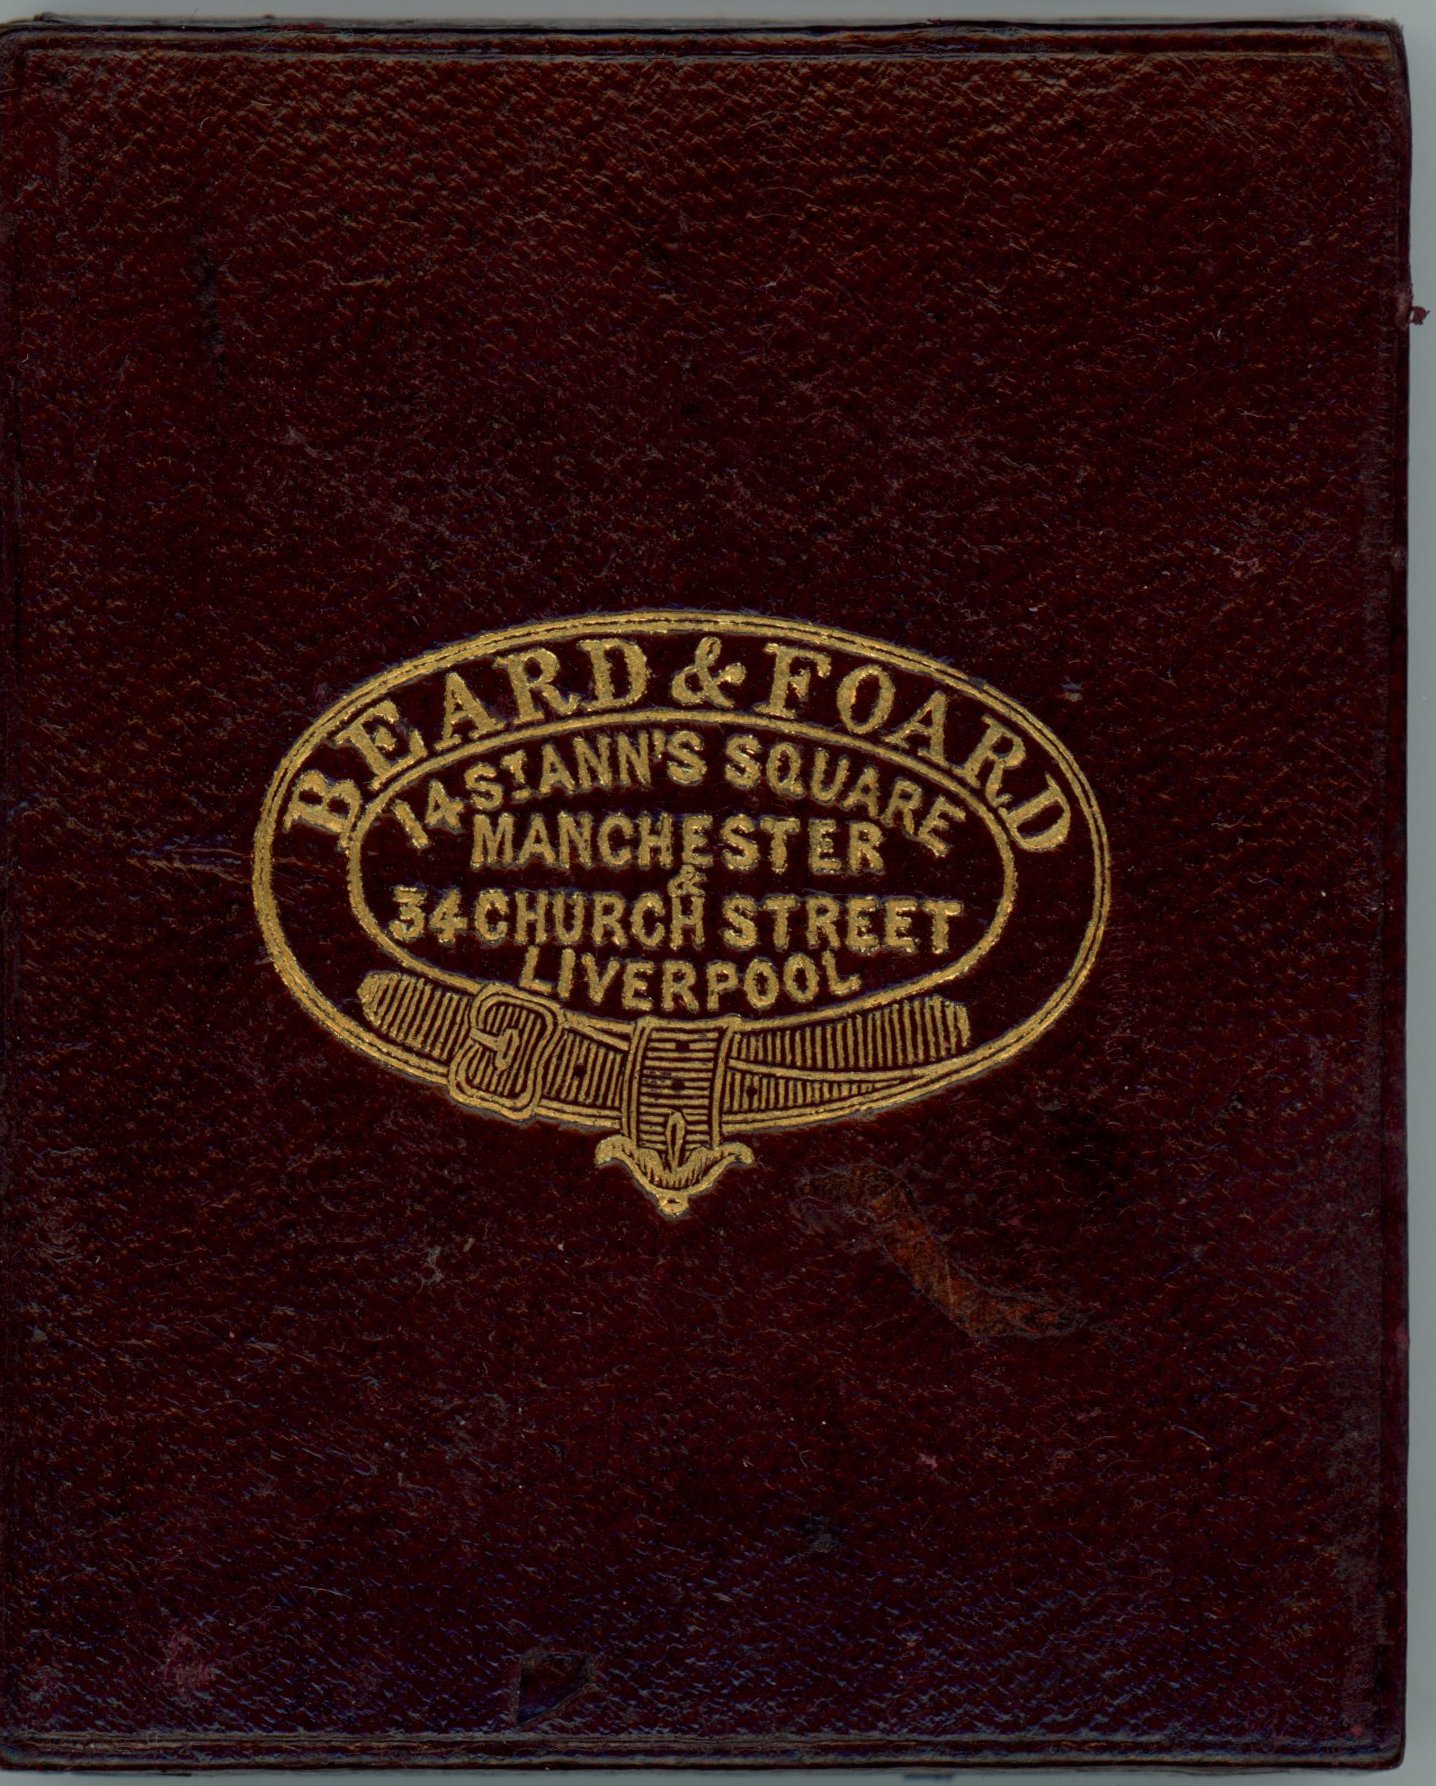 BEARD & FOARD
14 ST ANN'S SQUARE
MANCHESTER
&
34 CHURCH STREET
LIVERPOOL